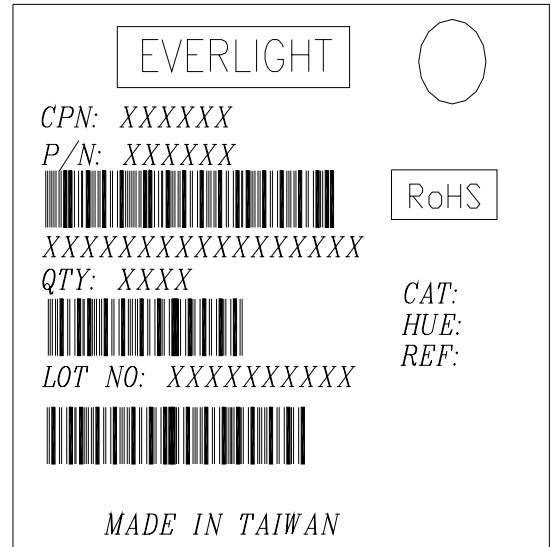 EVERLIGHT
CPN: XXXXXX
P/N: XXXXXX
RoHS
XXXXXXXXXXXXXXXXX
QTY: XXXX
CAT:
HUE:
REF:
LOT NO: XXXXXXXXXX
MADE IN TAIWAN